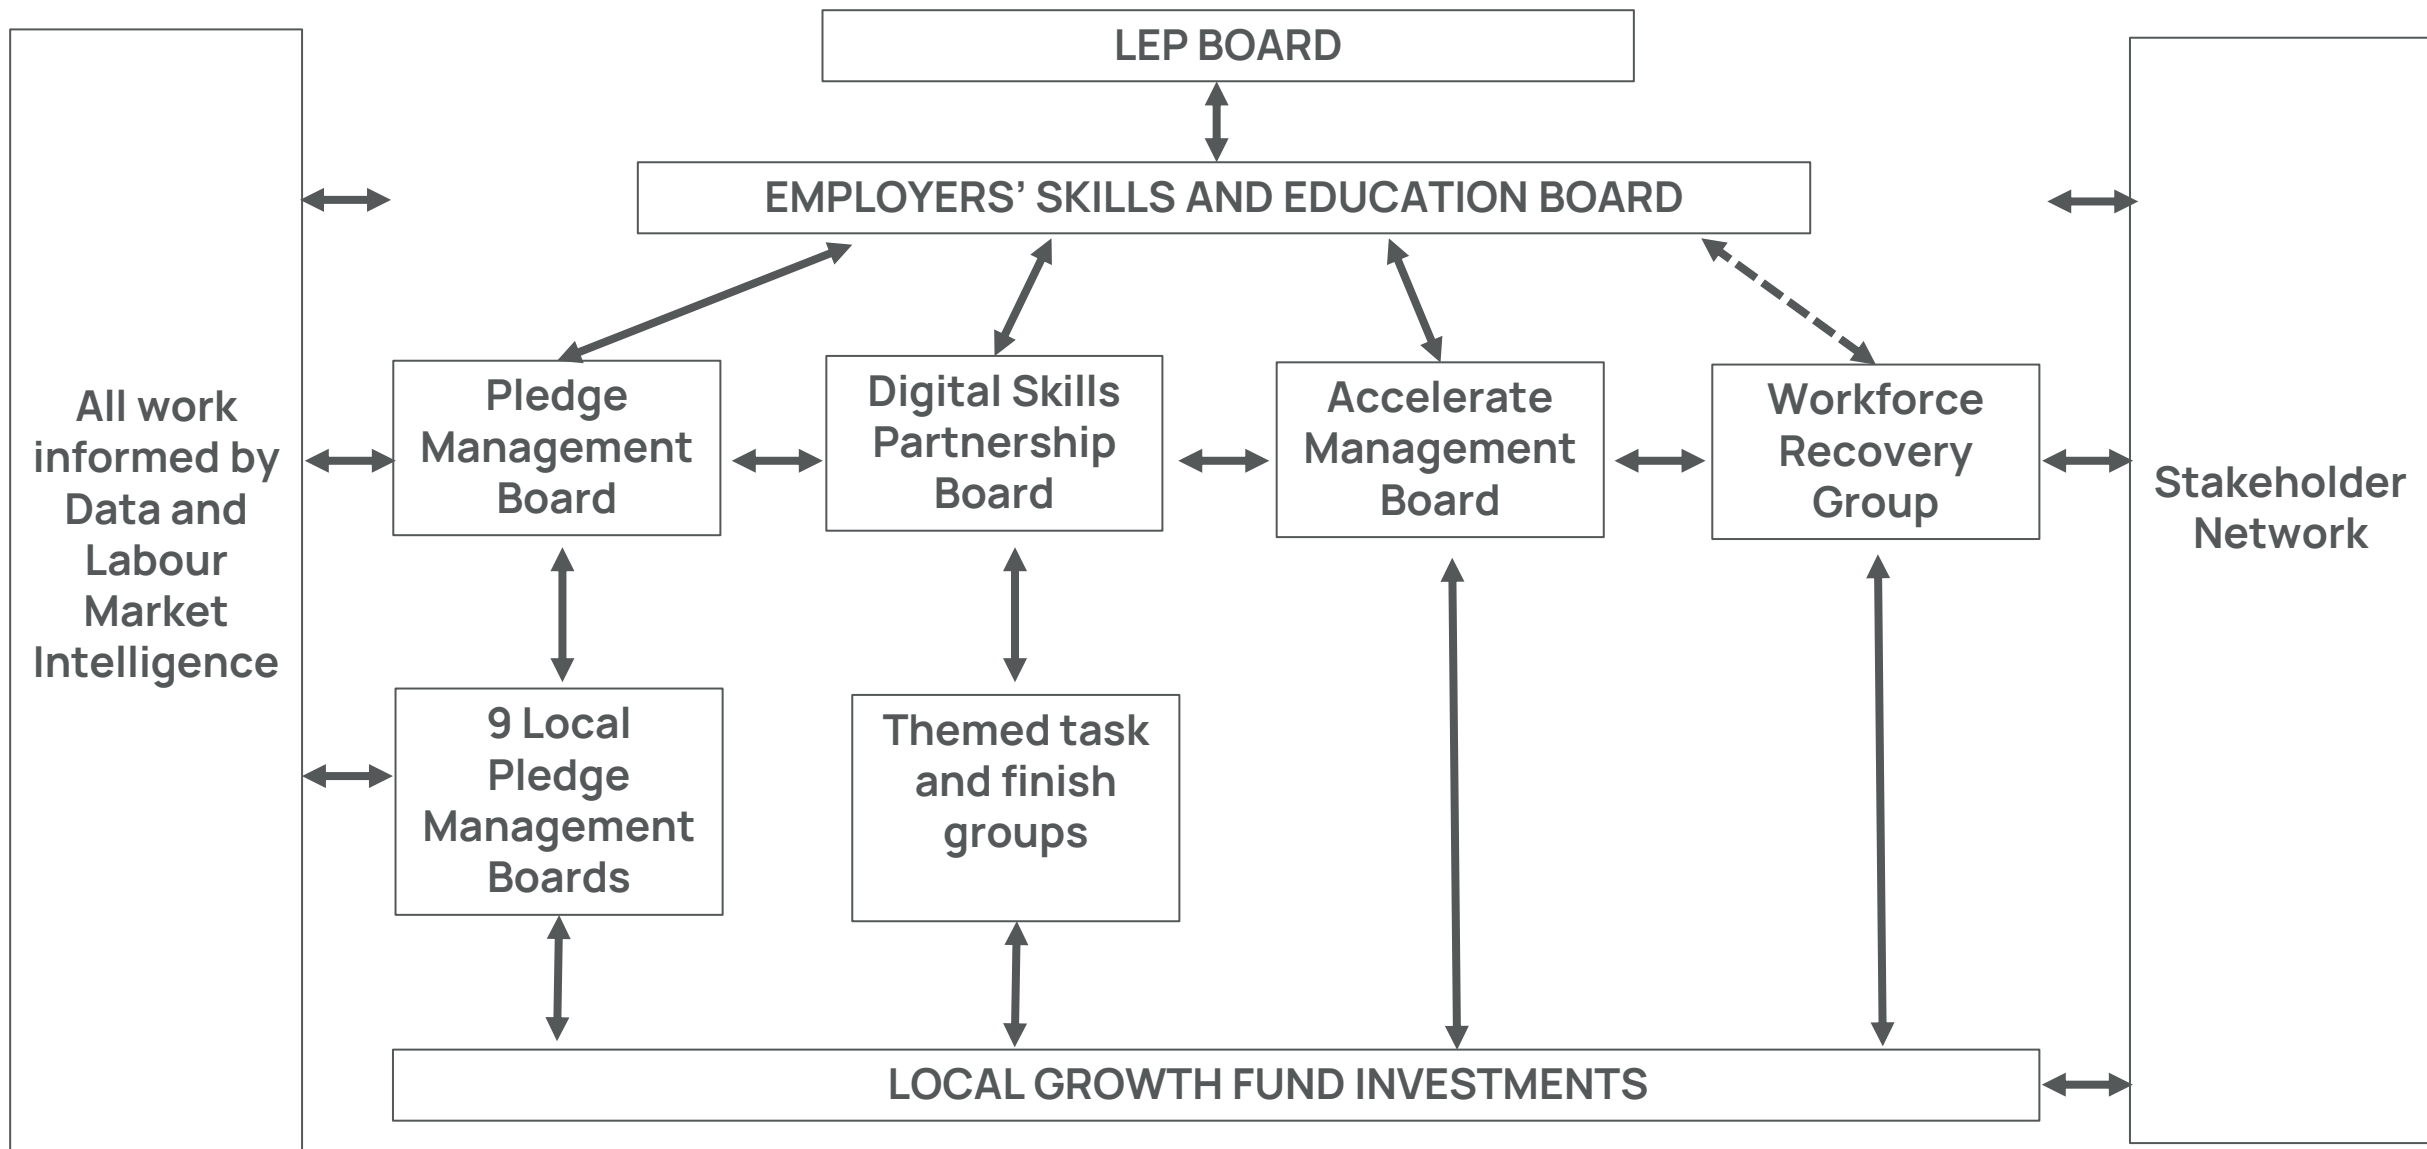 LEP BOARD
EMPLOYERS’ SKILLS AND EDUCATION BOARD
All work
informed by
Data and
Labour
Market
Intelligence
Pledge
Management
Board
Digital Skills
Partnership
Board
Accelerate
Management
Board
Workforce
Recovery
Group
Stakeholder
Network
9 Local
Pledge
Management
Boards
Themed task
and finish
groups
LOCAL GROWTH FUND INVESTMENTS